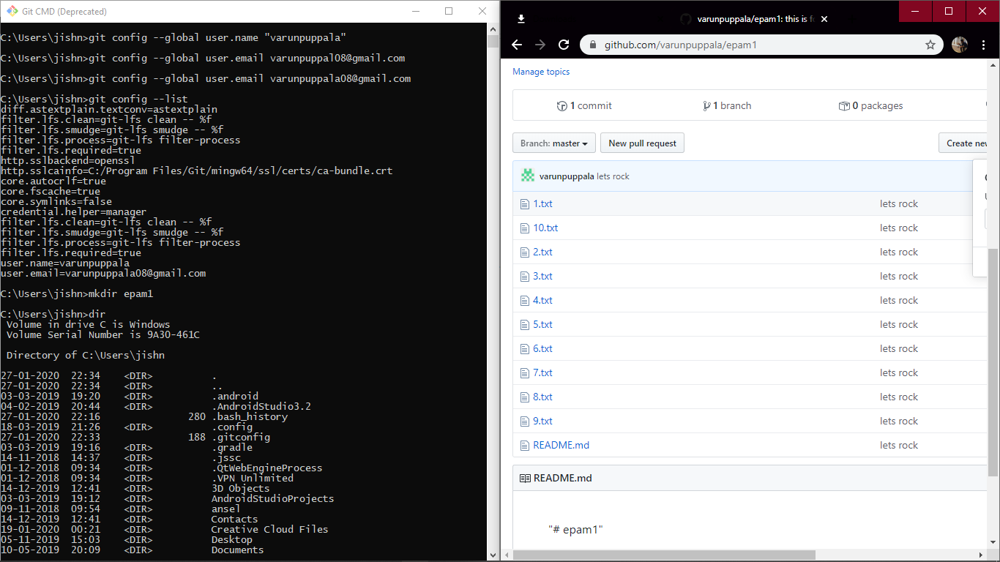 Git CMD (Deprecated)
C:\Users\jishn>git config --global user.name "varunpuppala"
C:\Users\jishn>git config --global user.email varunpuppal08@gmail.com
C:\Users\jishn>git config --global user.email varunpuppala08@gmail.com
C:\Users\jishn>git config --list
diff.astextplain.textconv=astextplain
filter.lfs.clean=git-lfs clean -- %f
filter.lfs.smudge=git-lfs smudge -- %f
filter.lfs.process=git-lfs filter-process
filter.lfs.required=true
http.sslbackend=openssl
http.sslcainfo=C:/Program Files/Git/mingw64/ssl/certs/ca-bundle.crt
core.autocrlf=true
core.fscache=true
core.symlinks=false
credential.helper=manager
filter.lfs.clean=git-lfs clean -- %f
filter.lfs.smudge=git-lfs smudge -- %f
filter.lfs.process=git-lfs filter-process
filter.lfs.required=true
user.name=varunpuppala
user.email=varunpuppala08@gmail.com
C:\Users\jishn>mkdir epam1
C:\Users\jishn>dir
Volume in drive C is Windows
Volume Serial Number is 9A30-461C
Directory of C:\Users\jishn
27-01-2020 22:34 <DIR> .
27-01-2020 22:34 <DIR> ..
03-03-2019 19:20 <DIR> .android
04-02-2019 20:44 <DIR> .AndroidStudio3.2
27-01-2020 22:16 280 .bash_history
18-03-2019 21:26 <DIR> .config
27-01-2020 22:33 188 .gitconfig
03-03-2019 19:16 <DIR> .gradle
14-11-2018 14:37 <DIR> .jssc
01-12-2018 09:34 <DIR> .QtWebEngineProcess
01-12-2018 09:34 <DIR> .VPN Unlimited
14-12-2019 12:41 <DIR> 3D Objects
03-03-2019 19:12 <DIR> AndroidStudioProjects
09-11-2018 09:54 <DIR> ansel
14-12-2019 12:41 <DIR> Contacts
19-01-2020 00:21 <DIR> Creative Cloud Files
05-11-2019 15:03 <DIR> Desktop
10-05-2019 20:09 <DIR> Documents
varunpuppala/epam1: this is f
github.com/varunpuppala/epam1
Manage topics
1 commit 1 branch 0 packages
Branch: master New pull request Create new
varunpuppala lets rock
1.txt lets rock
10.txt lets rock
2.txt lets rock
3.txt lets rock
4.txt lets rock
5.txt lets rock
6.txt lets rock
7.txt lets rock
8.txt lets rock
9.txt lets rock
README.md lets rock
README.md
"# epam1"